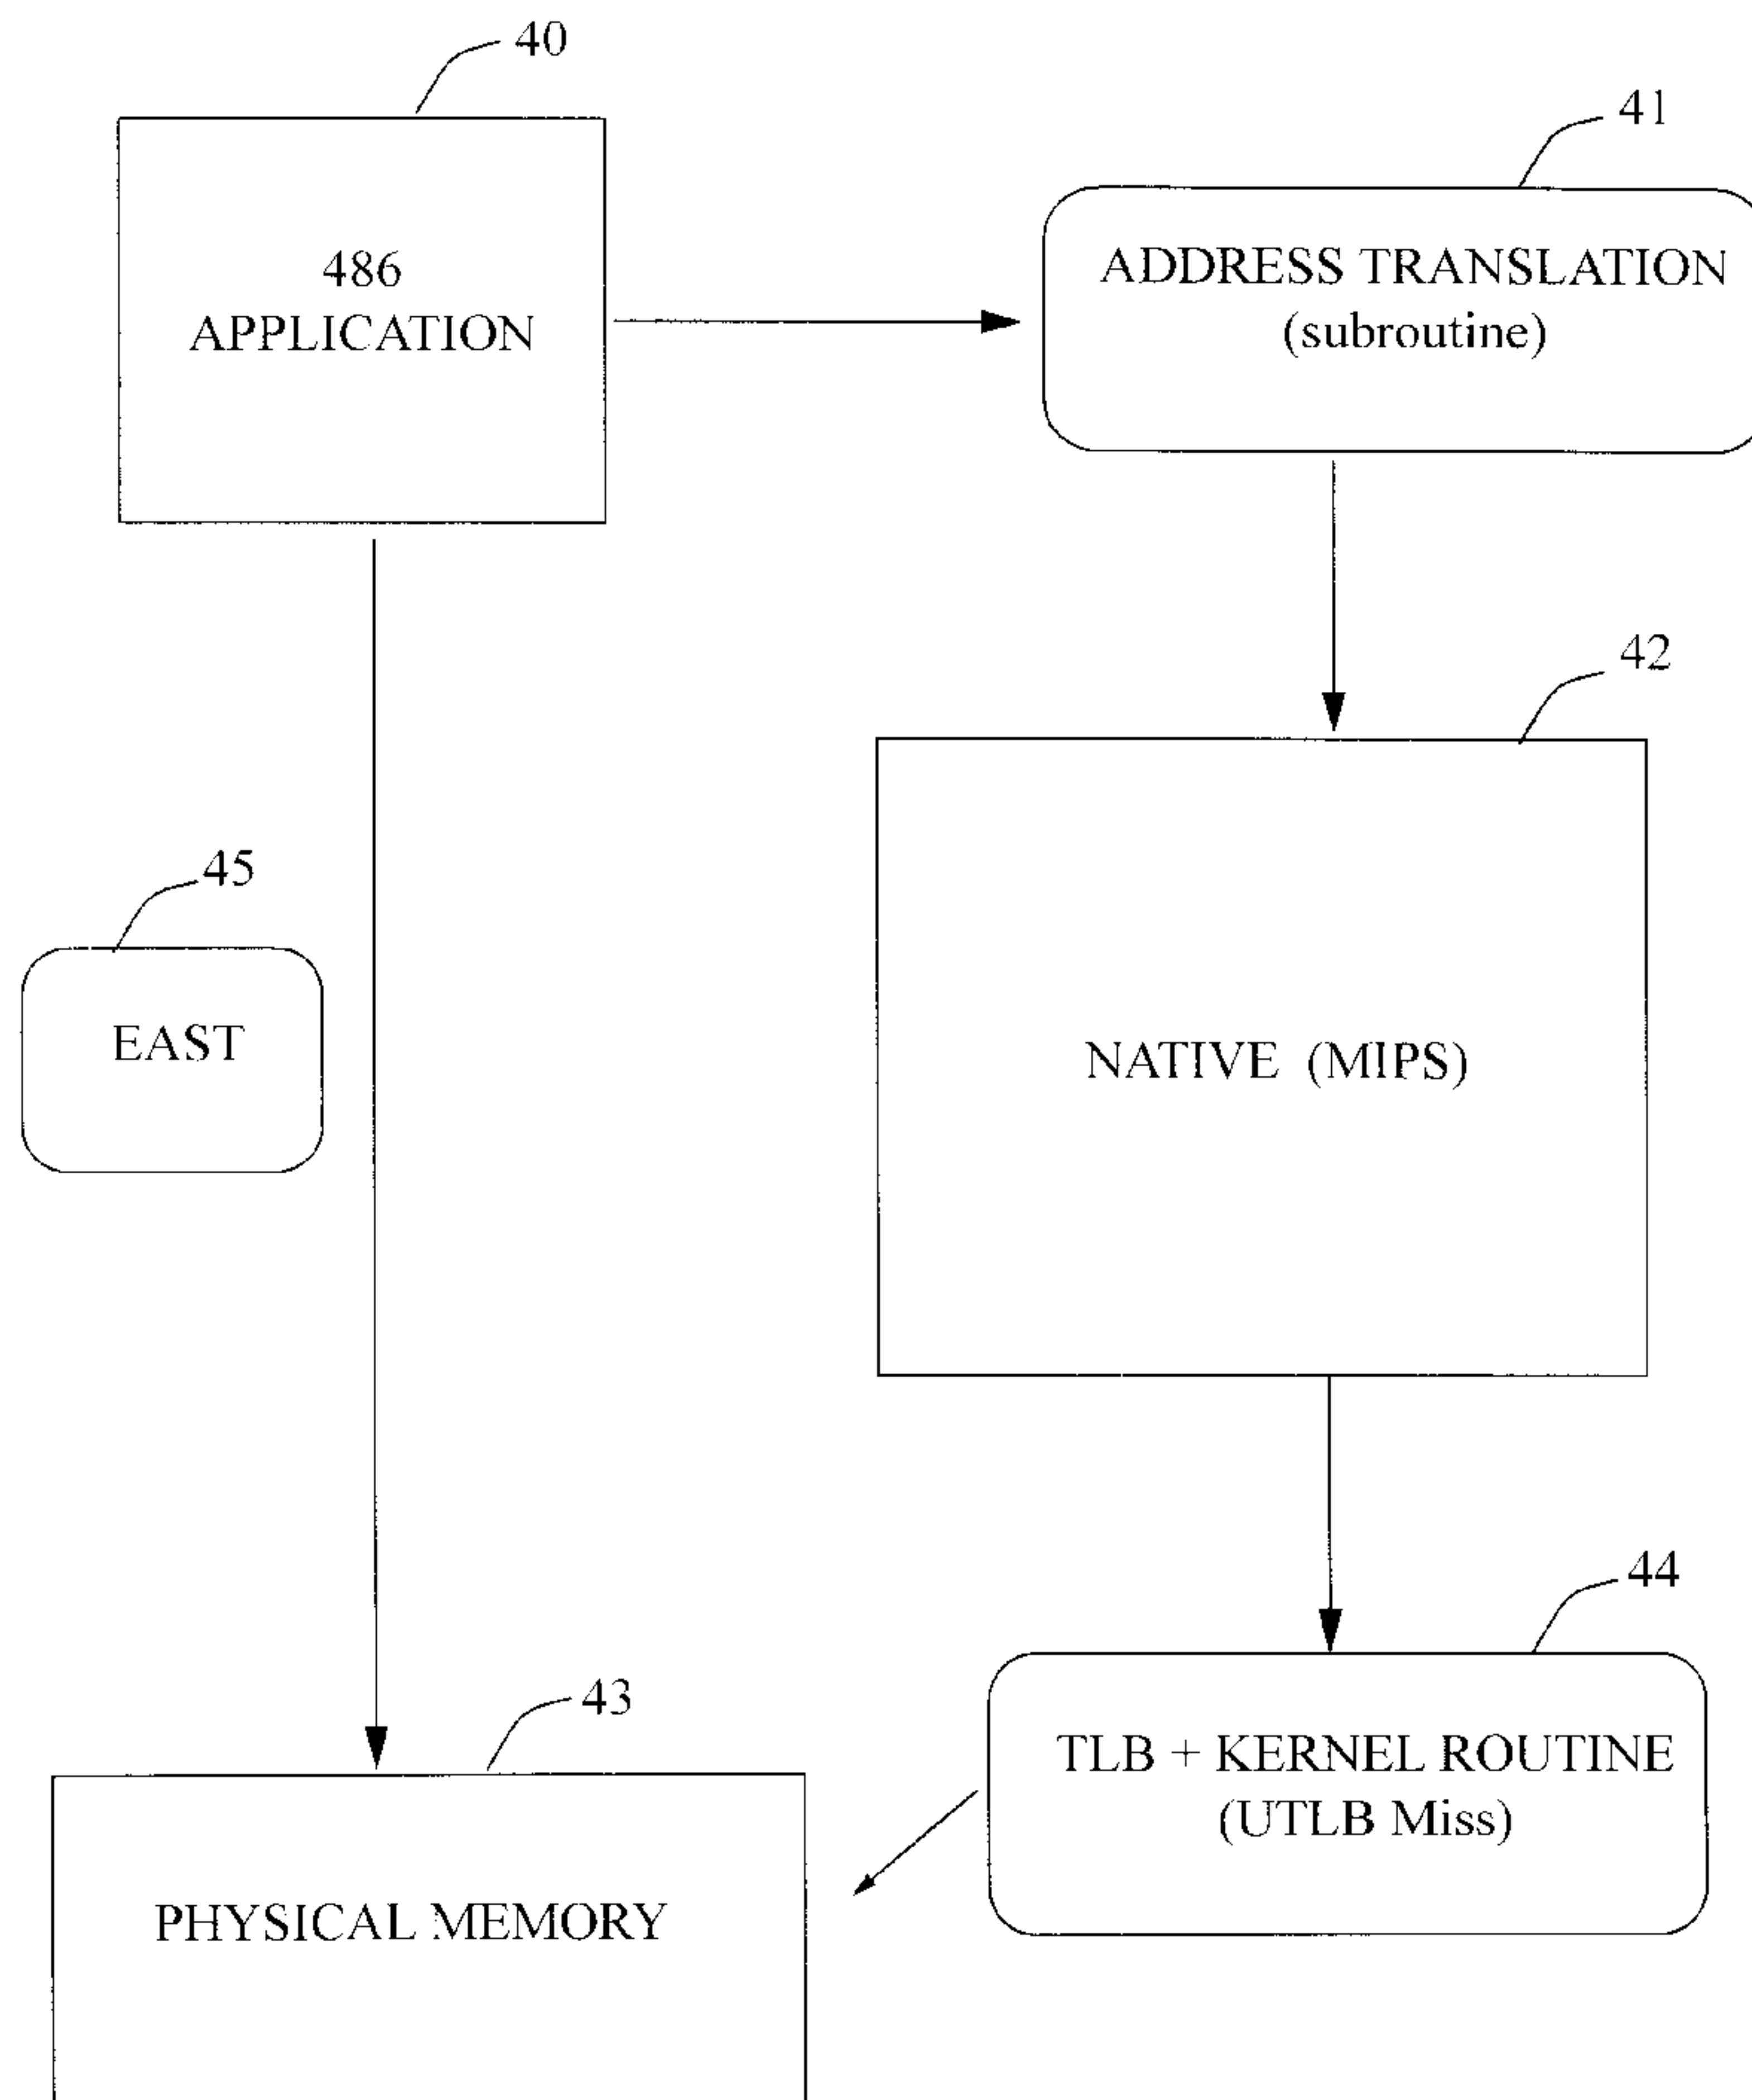 40
41
486
APPLICATION
ADDRESS TRANSLATION
(subroutine)
42
45
EAST
NATIVE (MIPS)
44
43
TLB + KERNEL ROUTINE
(UTLB Miss)
PHYSICAL MEMORY